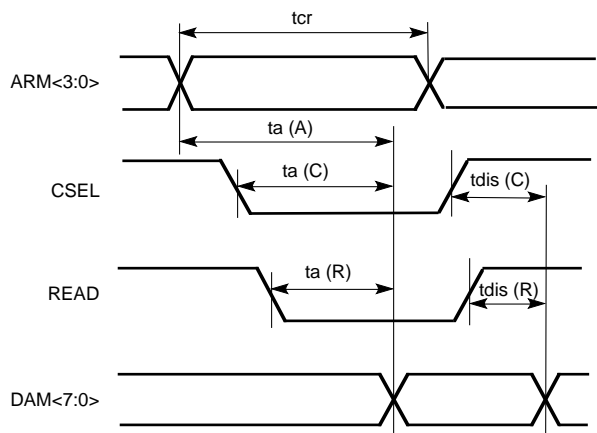 tcr
ARM<3:0>
ta (A)
CSEL
ta (C)
tdis (C)
READ
ta (R)
tdis (R)
DAM<7:0>